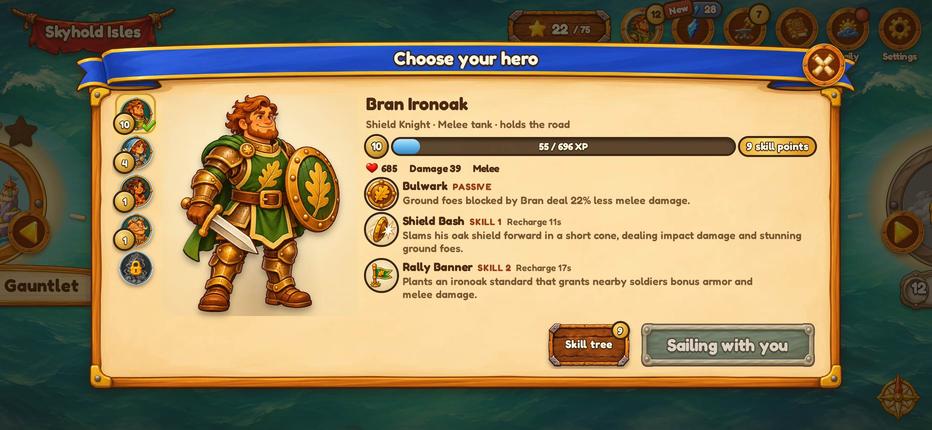 Skyhold Isles
22 / 75
12
New
28
7
Settings
Choose your hero
10
4
1
1
Bran Ironoak
Shield Knight · Melee tank · holds the road
10
55 / 696 XP
9 skill points
685 Damage 39 Melee
Bulwark PASSIVE
Ground foes blocked by Bran deal 22% less melee damage.
Shield Bash SKILL 1 Recharge 11s
Slams his oak shield forward in a short cone, dealing impact damage and stunning
ground foes.
Rally Banner SKILL 2 Recharge 17s
Plants an ironoak standard that grants nearby soldiers bonus armor and
melee damage.
Skill tree
9
Sailing with you
Gauntlet
12